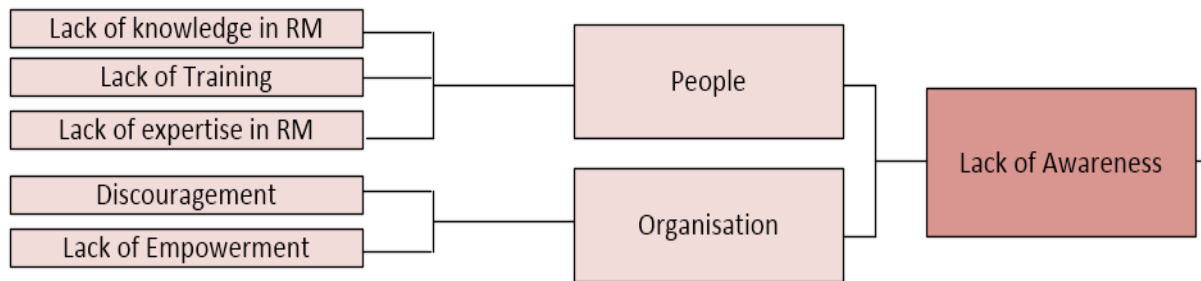 Lack of knowledge in RM
Lack of Training
Lack of expertise in RM
Discouragement
Lack of Empowerment
People
Organisation
Lack of Awareness